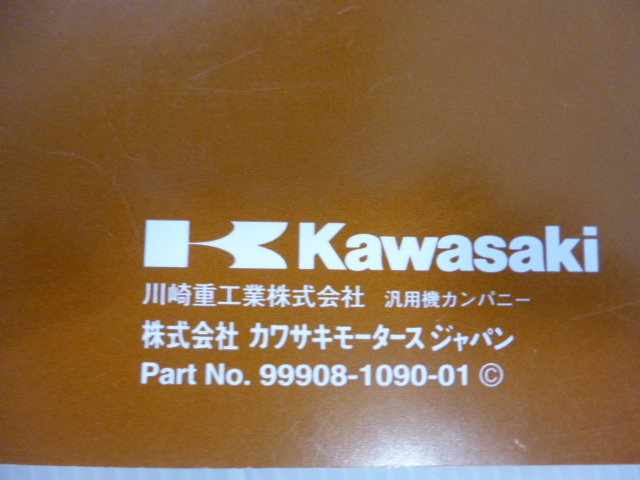 Kawasaki
川崎重工業株式会社 汎用機カンパニー
株式会社 カワサキモータースジャパン
Part No. 99908-1090-01 ©